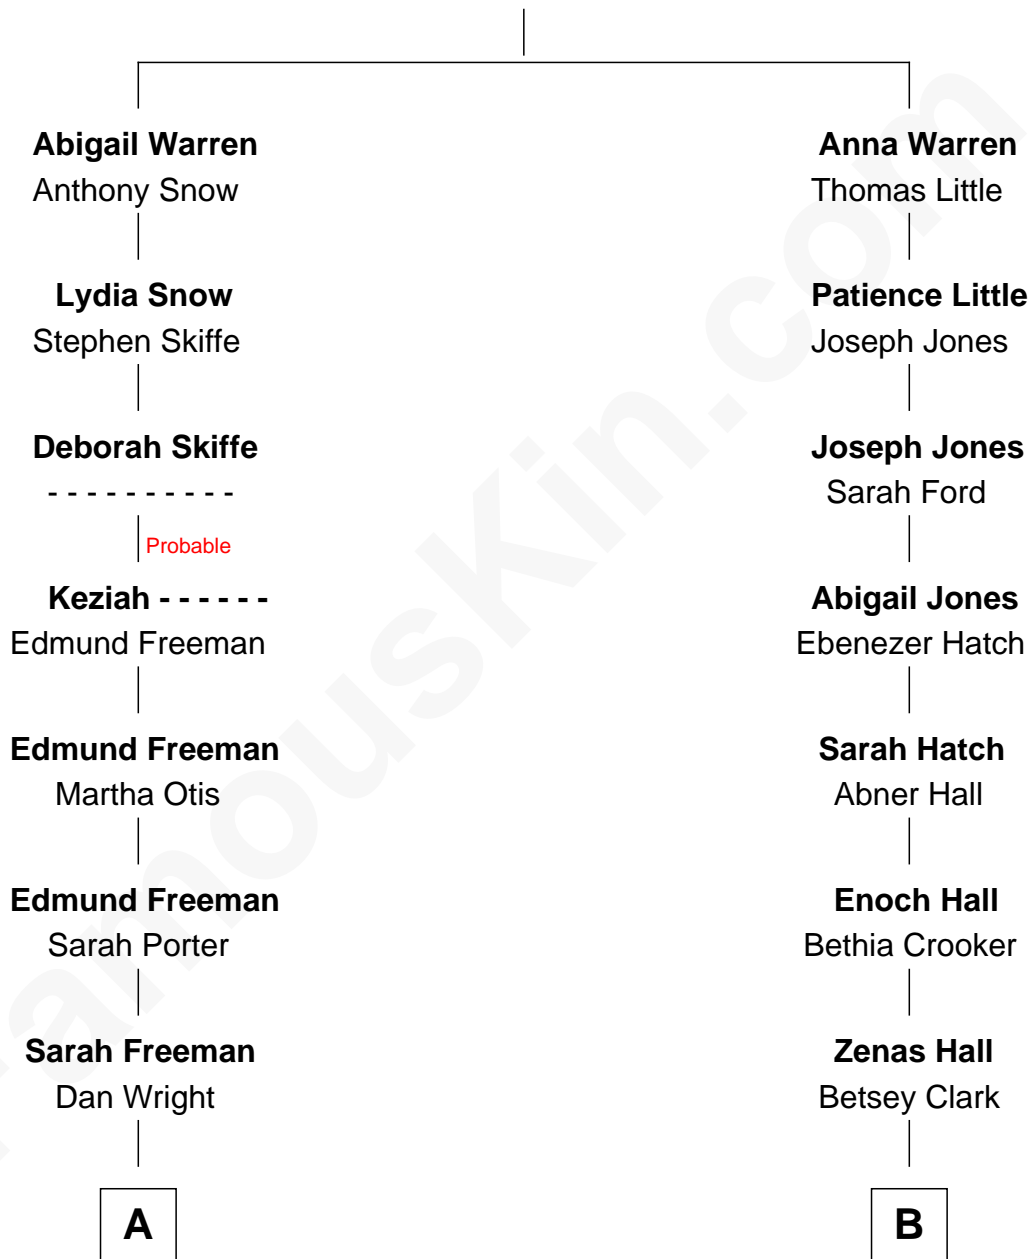 Abigail Warren
Anthony Snow
Lydia Snow
Stephen Skiffe
Deborah Skiffe
- - - - - - - - - -
Probable
Keziah - - - - - -
Edmund Freeman
Edmund Freeman
Martha Otis
Edmund Freeman
Sarah Porter
Sarah Freeman
Dan Wright
A
Anna Warren
Thomas Little
Patience Little
Joseph Jones
Joseph Jones
Sarah Ford
Abigail Jones
Ebenezer Hatch
Sarah Hatch
Abner Hall
Enoch Hall
Bethia Crooker
Zenas Hall
Betsey Clark
B
FamousKin.com